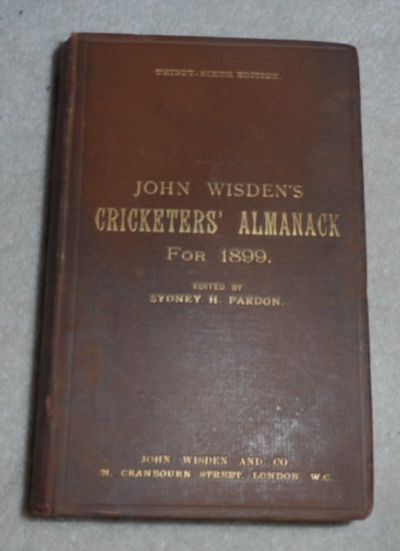 THIRTY-SIXTH EDITION.
JOHN WISDEN'S
CRICKETERS' ALMANACK
FOR 1899.
EDITED BY
SYDNEY H. PARDON.
JOHN WISDEN AND CO.
21, CRANBOURN STREET, LONDON, W.C.